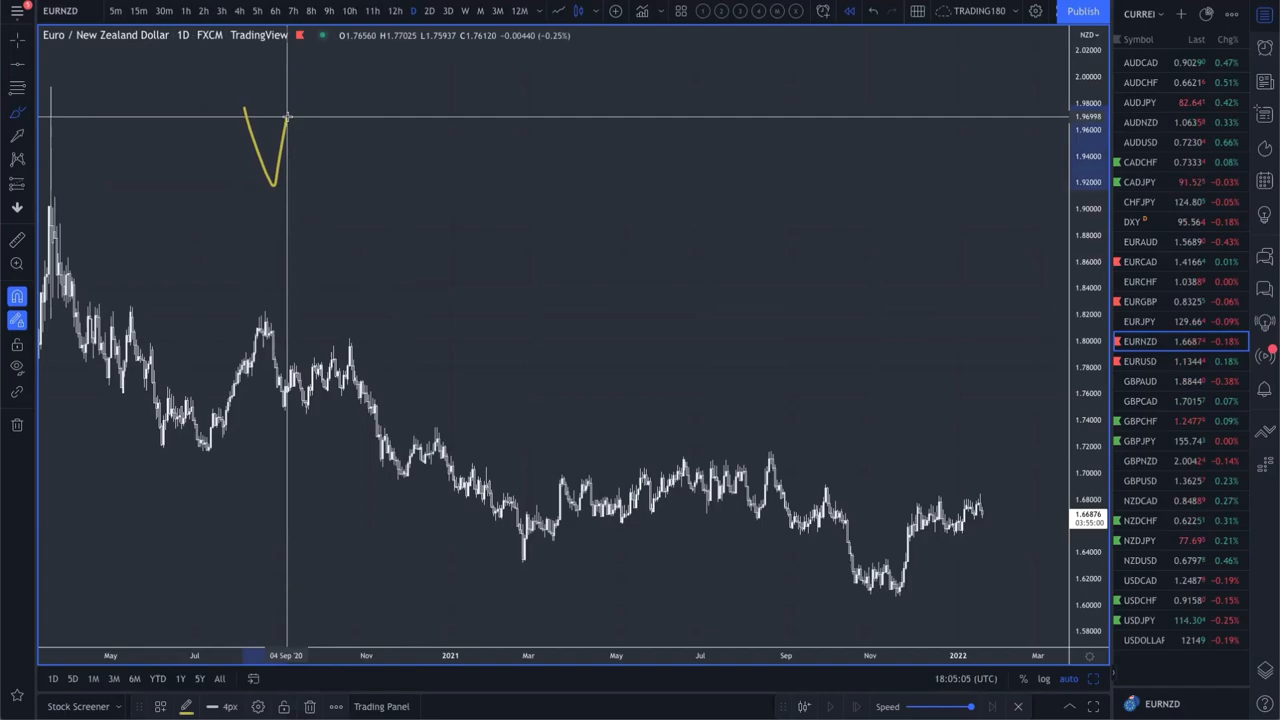 EURNZD 5m 15m 30m 1h 2h 3h 4h 5h 6h 7h 8h 9h 10h 11h 12h D 2D 3D W M 3M 12M 1 2 3 4 M X TRADING180 Publish
CURREI
Euro / New Zealand Dollar 1D FXCM TradingView O1.76560 H1.77025 L1.75937 C1.76120 −0.00440 (−0.25%)
NZD
Symbol Last Chg%
2.02000
2.00000
1.98000
1.96998
1.96000
1.94000
1.92000
1.90000
1.88000
1.86000
1.84000
1.82000
1.80000
1.78000
1.76000
1.74000
1.72000
1.70000
1.68000
1.66876
03:55:00
1.64000
1.62000
1.60000
1.58000
AUDCAD 0.90290 0.47%
AUDCHF 0.6621 0.51%
AUDJPY 82.641 0.42%
AUDNZD 1.0635 0.33%
AUDUSD 0.7230 0.66%
CADCHF 0.7333 0.08%
CADJPY 91.525 −0.03%
CHFJPY 124.80 −0.05%
DXY D 95.564 −0.18%
EURAUD 1.5689 −0.43%
EURCAD 1.4166 0.01%
EURCHF 1.0388 0.00%
EURGBP 0.8325 −0.06%
EURJPY 129.66 −0.09%
EURNZD 1.6687 −0.18%
EURUSD 1.1344 0.18%
GBPAUD 1.8844 −0.38%
GBPCAD 1.7015 0.07%
GBPCHF 1.2477 0.09%
GBPJPY 155.74 0.00%
GBPNZD 2.0042 −0.14%
GBPUSD 1.3625 0.23%
NZDCAD 0.8488 0.27%
NZDCHF 0.6225 0.31%
NZDJPY 77.69 0.21%
NZDUSD 0.6797 0.46%
USDCAD 1.2487 −0.19%
USDCHF 0.9158 −0.15%
USDJPY 114.30 −0.25%
USDOLLAR 12149 −0.19%
May Jul 04 Sep '20 Nov 2021 Mar May Jul Sep Nov 2022 Mar
1D 5D 1M 3M 6M YTD 1Y 5Y All 18:05:05 (UTC) % log auto
Stock Screener 4px Trading Panel Speed
EURNZD